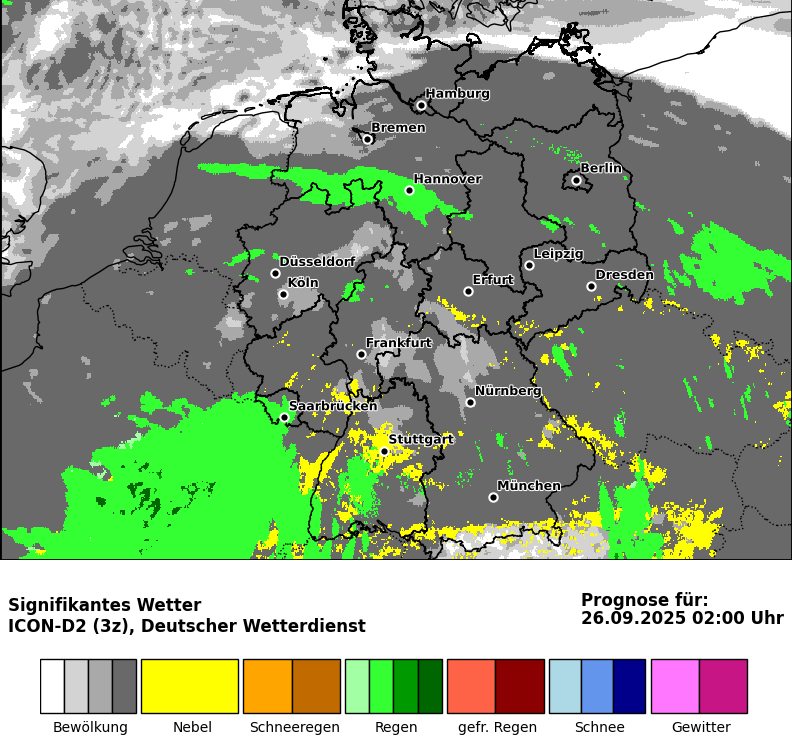 Hamburg
Bremen
Berlin
Hannover
Leipzig
Düsseldorf
Dresden
Köln
Erfurt
Frankfurt
Nürnberg
Saarbrücken
Stuttgart
München
Signifikantes Wetter
ICON-D2 (3z), Deutscher Wetterdienst
Prognose für:
26.09.2025 02:00 Uhr
Bewölkung Nebel Schneeregen Regen gefr. Regen Schnee Gewitter